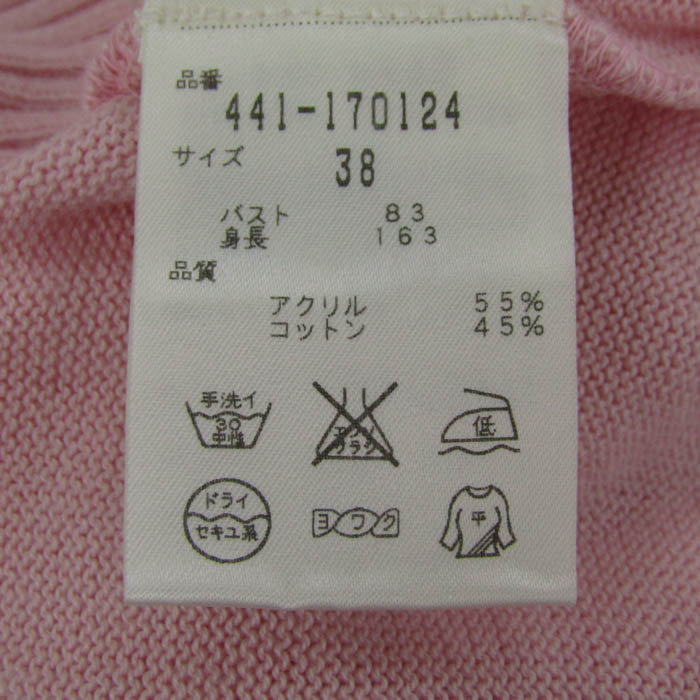 品番
441-170124
サイズ 38
バスト 83
身長 163
品質
アクリル 55%
コットン 45%
手洗イ
30
中性
エンソ
サラシ
低
ドライ
セキユ系
ヨワク
平